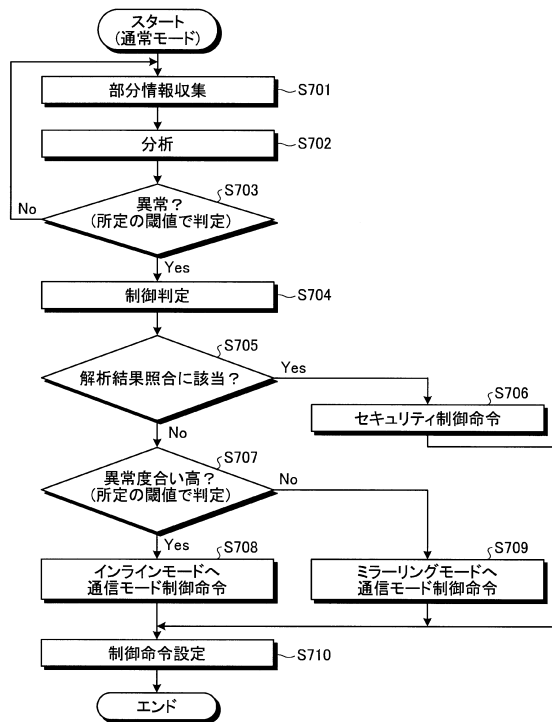 スタート
(通常モード)
部分情報収集
S701
分析
S702
S703
異常?
(所定の閾値で判定)
No
Yes
制御判定
S704
S705
解析結果照合に該当?
Yes
No
S706
セキュリティ制御命令
S707
異常度合い高?
(所定の閾値で判定)
No
Yes
S708
インラインモードへ
通信モード制御命令
S709
ミラーリングモードへ
通信モード制御命令
制御命令設定
S710
エンド